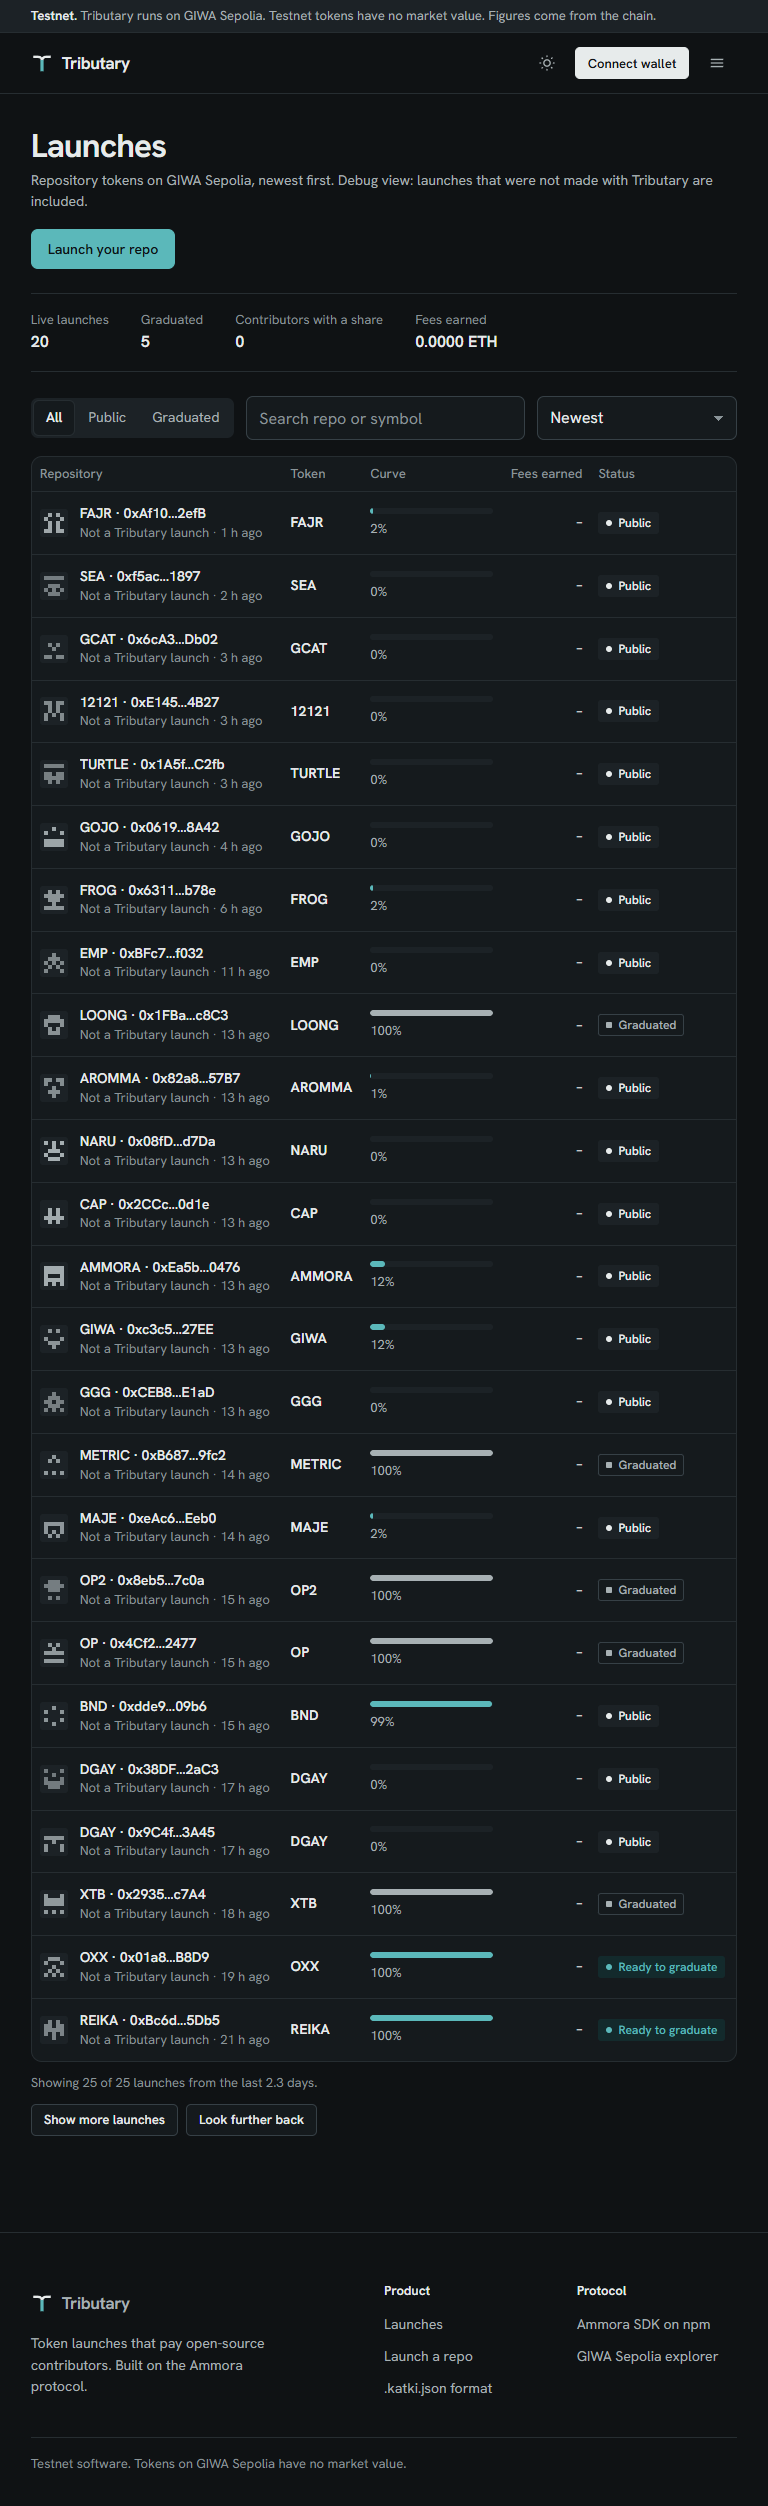 Testnet. Tributary runs on GIWA Sepolia. Testnet tokens have no market value. Figures come from the chain.
Tributary
Connect wallet
Launches
Repository tokens on GIWA Sepolia, newest first. Debug view: launches that were not made with Tributary are
included.
Launch your repo
Live launches Graduated Contributors with a share Fees earned
20 5 0 0.0000 ETH
All Public Graduated Search repo or symbol Newest
Repository Token Curve Fees earned Status
FAJR · 0xAf10…2efB
Not a Tributary launch · 1 h ago
FAJR 2% – Public
SEA · 0xf5ac…1897
Not a Tributary launch · 2 h ago
SEA 0% – Public
GCAT · 0x6cA3…Db02
Not a Tributary launch · 3 h ago
GCAT 0% – Public
12121 · 0xE145…4B27
Not a Tributary launch · 3 h ago
12121 0% – Public
TURTLE · 0x1A5f…C2fb
Not a Tributary launch · 3 h ago
TURTLE 0% – Public
GOJO · 0x0619…8A42
Not a Tributary launch · 4 h ago
GOJO 0% – Public
FROG · 0x6311…b78e
Not a Tributary launch · 6 h ago
FROG 2% – Public
EMP · 0xBFc7…f032
Not a Tributary launch · 11 h ago
EMP 0% – Public
LOONG · 0x1FBa…c8C3
Not a Tributary launch · 13 h ago
LOONG 100% – Graduated
AROMMA · 0x82a8…57B7
Not a Tributary launch · 13 h ago
AROMMA 1% – Public
NARU · 0x08fD…d7Da
Not a Tributary launch · 13 h ago
NARU 0% – Public
CAP · 0x2CCc…0d1e
Not a Tributary launch · 13 h ago
CAP 0% – Public
AMMORA · 0xEa5b…0476
Not a Tributary launch · 13 h ago
AMMORA 12% – Public
GIWA · 0xc3c5…27EE
Not a Tributary launch · 13 h ago
GIWA 12% – Public
GGG · 0xCEB8…E1aD
Not a Tributary launch · 13 h ago
GGG 0% – Public
METRIC · 0xB687…9fc2
Not a Tributary launch · 14 h ago
METRIC 100% – Graduated
MAJE · 0xeAc6…Eeb0
Not a Tributary launch · 14 h ago
MAJE 2% – Public
OP2 · 0x8eb5…7c0a
Not a Tributary launch · 15 h ago
OP2 100% – Graduated
OP · 0x4Cf2…2477
Not a Tributary launch · 15 h ago
OP 100% – Graduated
BND · 0xdde9…09b6
Not a Tributary launch · 15 h ago
BND 99% – Public
DGAY · 0x38DF…2aC3
Not a Tributary launch · 17 h ago
DGAY 0% – Public
DGAY · 0x9C4f…3A45
Not a Tributary launch · 17 h ago
DGAY 0% – Public
XTB · 0x2935…c7A4
Not a Tributary launch · 18 h ago
XTB 100% – Graduated
OXX · 0x01a8…B8D9
Not a Tributary launch · 19 h ago
OXX 100% – Ready to graduate
REIKA · 0xBc6d…5Db5
Not a Tributary launch · 21 h ago
REIKA 100% – Ready to graduate
Showing 25 of 25 launches from the last 2.3 days.
Show more launches Look further back
Tributary
Token launches that pay open-source
contributors. Built on the Ammora
protocol.
Product
Launches
Launch a repo
.katki.json format
Protocol
Ammora SDK on npm
GIWA Sepolia explorer
Testnet software. Tokens on GIWA Sepolia have no market value.